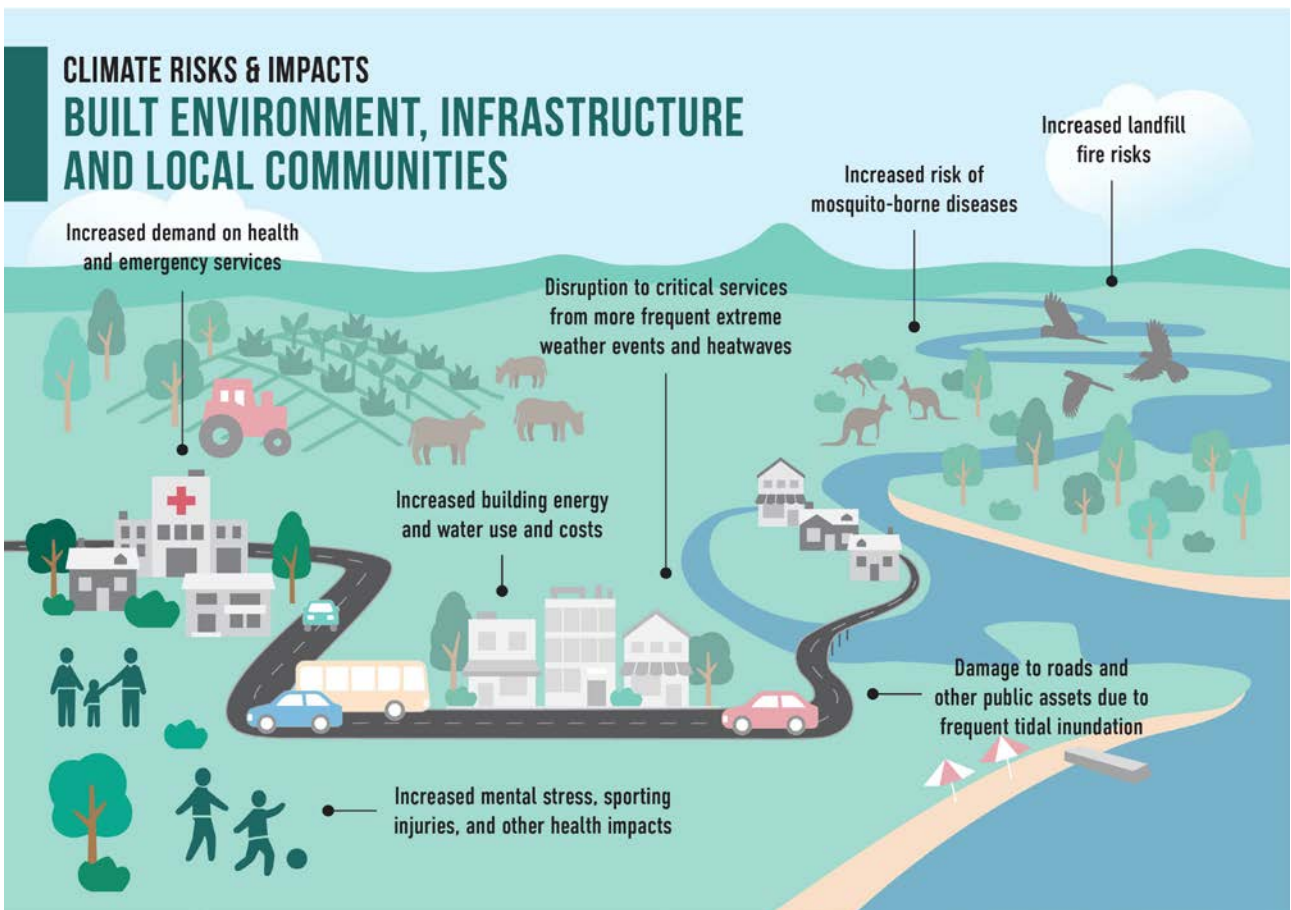 CLIMATE RISKS & IMPACTS
BUILT ENVIRONMENT, INFRASTRUCTURE
AND LOCAL COMMUNITIES
Increased demand on health
and emergency services
Disruption to critical services
from more frequent extreme
weather events and heatwaves
Increased risk of
mosquito-borne diseases
Increased landfill
fire risks
Increased building energy
and water use and costs
Damage to roads and
other public assets due to
frequent tidal inundation
Increased mental stress, sporting
injuries, and other health impacts